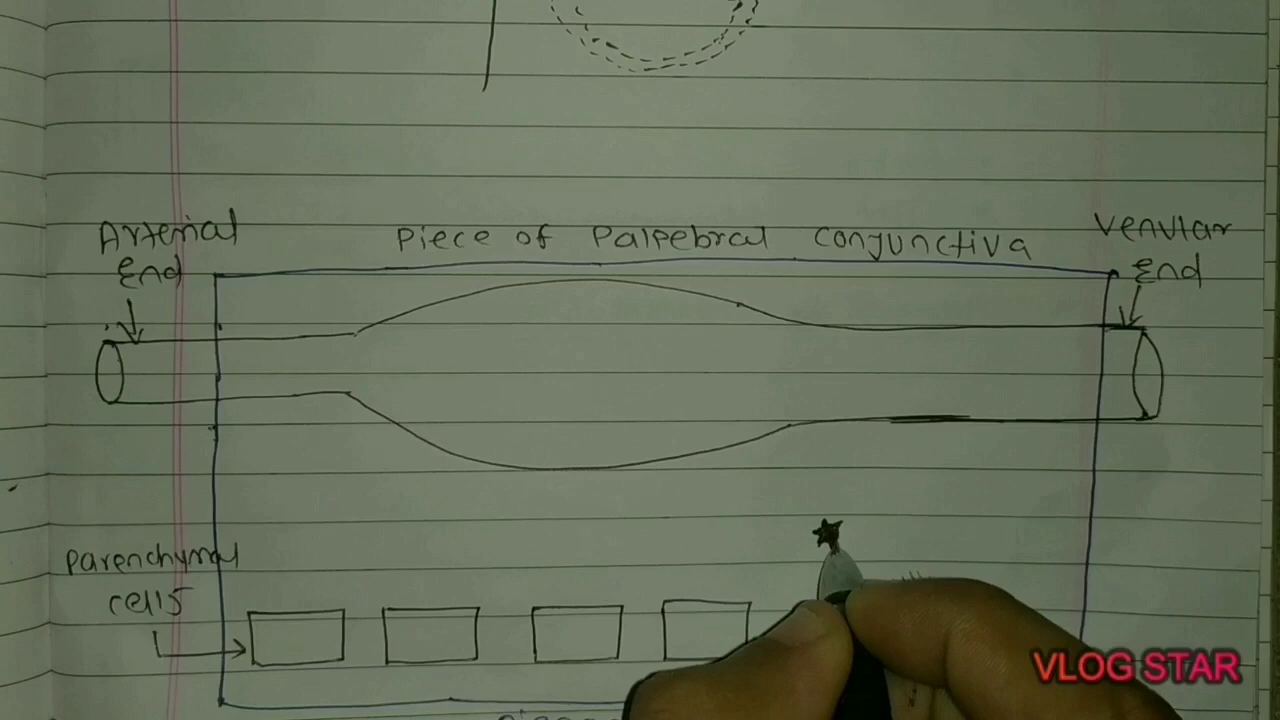 Arterial
End
Piece of Palpebral conjunctiva
Venular
End
Parenchymal
cells
VLOG STAR